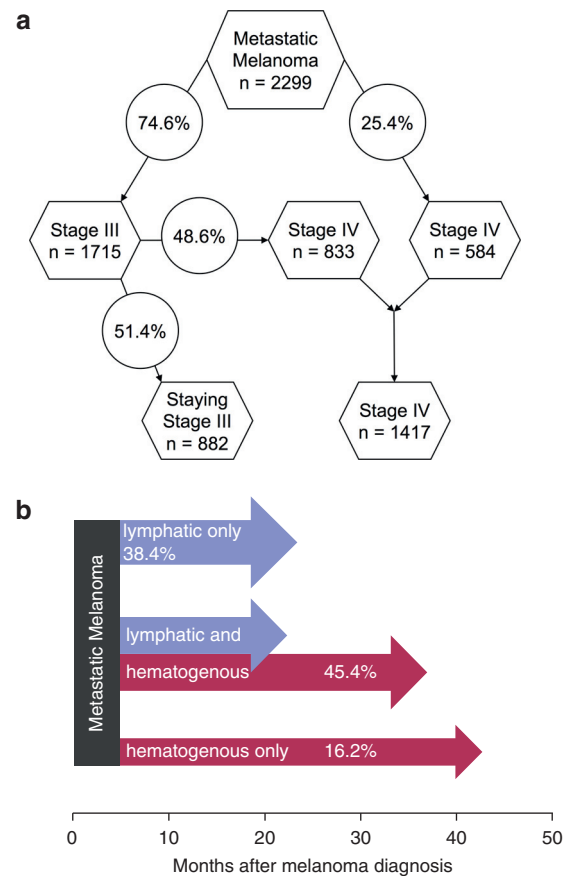 a
Metastatic
Melanoma
n = 2299
74.6%
25.4%
Stage III
n = 1715
48.6%
Stage IV
n = 833
Stage IV
n = 584
51.4%
Staying
Stage III
n = 882
Stage IV
n = 1417
b
Metastatic Melanoma
lymphatic only
38.4%
lymphatic and
hematogenous 45.4%
hematogenous only 16.2%
0 10 20 30 40 50
Months after melanoma diagnosis